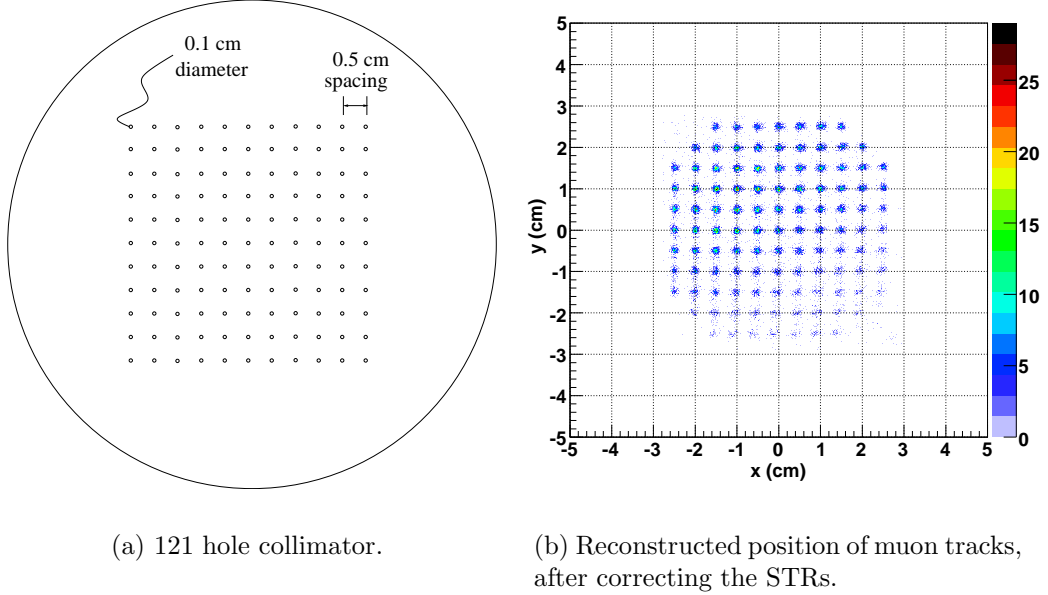 0.1 cm
diameter
0.5 cm
spacing
5
4
3
2
1
0
-1
-2
-3
-4
-5
y (cm)
-5 -4 -3 -2 -1 0 1 2 3 4 5
x (cm)
25
20
15
10
5
0
(a) 121 hole collimator.
(b) Reconstructed position of muon tracks,
after correcting the STRs.